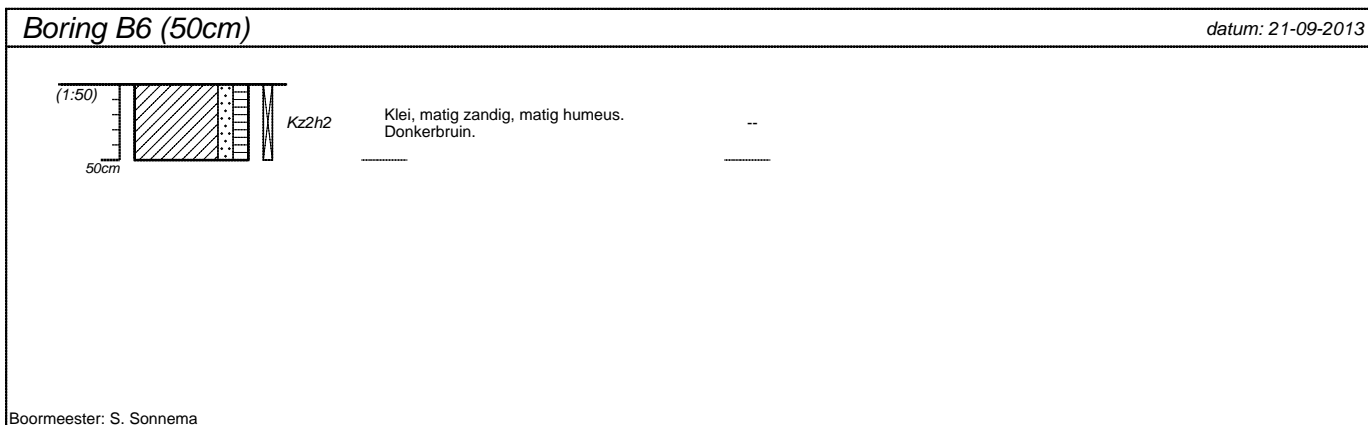 Boring B6 (50cm)
datum: 21-09-2013
(1:50)
Kz2h2
Klei, matig zandig, matig humeus.
Donkerbruin.
--
50cm
Boormeester: S. Sonnema